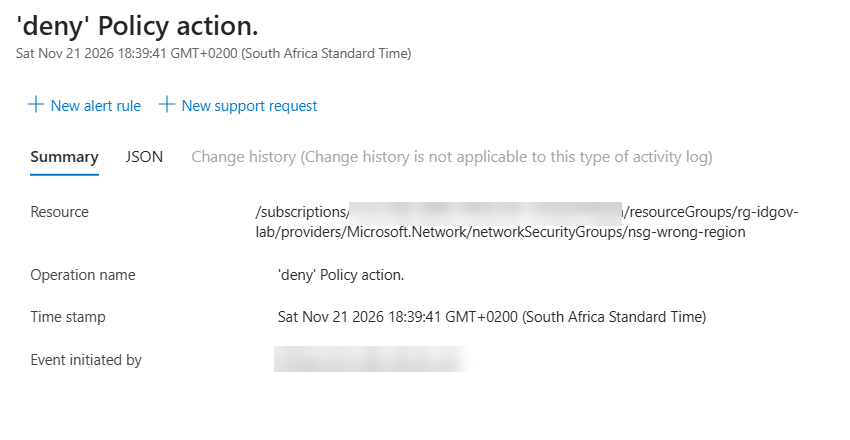 'deny' Policy action.
Sat Nov 21 2026 18:39:41 GMT+0200 (South Africa Standard Time)
New alert rule New support request
Summary JSON Change history (Change history is not applicable to this type of activity log)
Resource /subscriptions/ /resourceGroups/rg-idgov-
lab/providers/Microsoft.Network/networkSecurityGroups/nsg-wrong-region
Operation name 'deny' Policy action.
Time stamp Sat Nov 21 2026 18:39:41 GMT+0200 (South Africa Standard Time)
Event initiated by